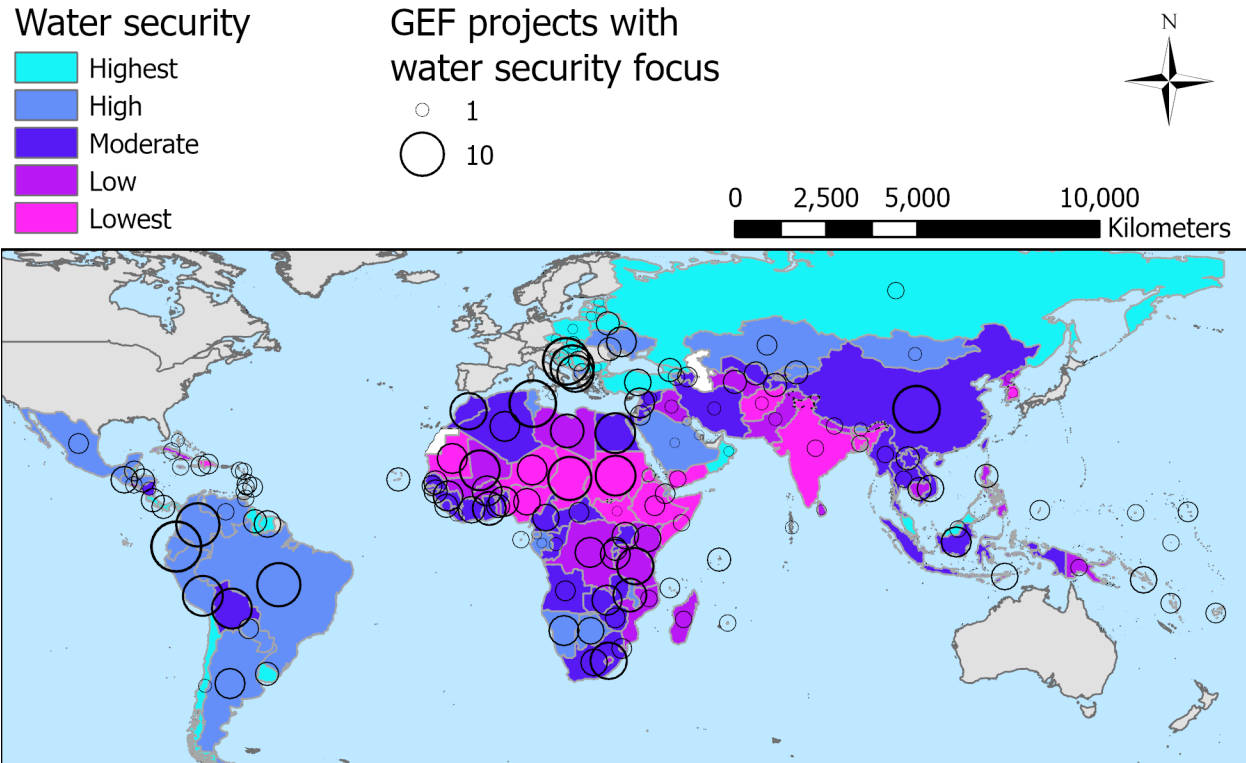 Water security
Highest
High
Moderate
Low
Lowest
GEF projects with
water security focus
1
10
N
0 2,500 5,000 10,000
Kilometers